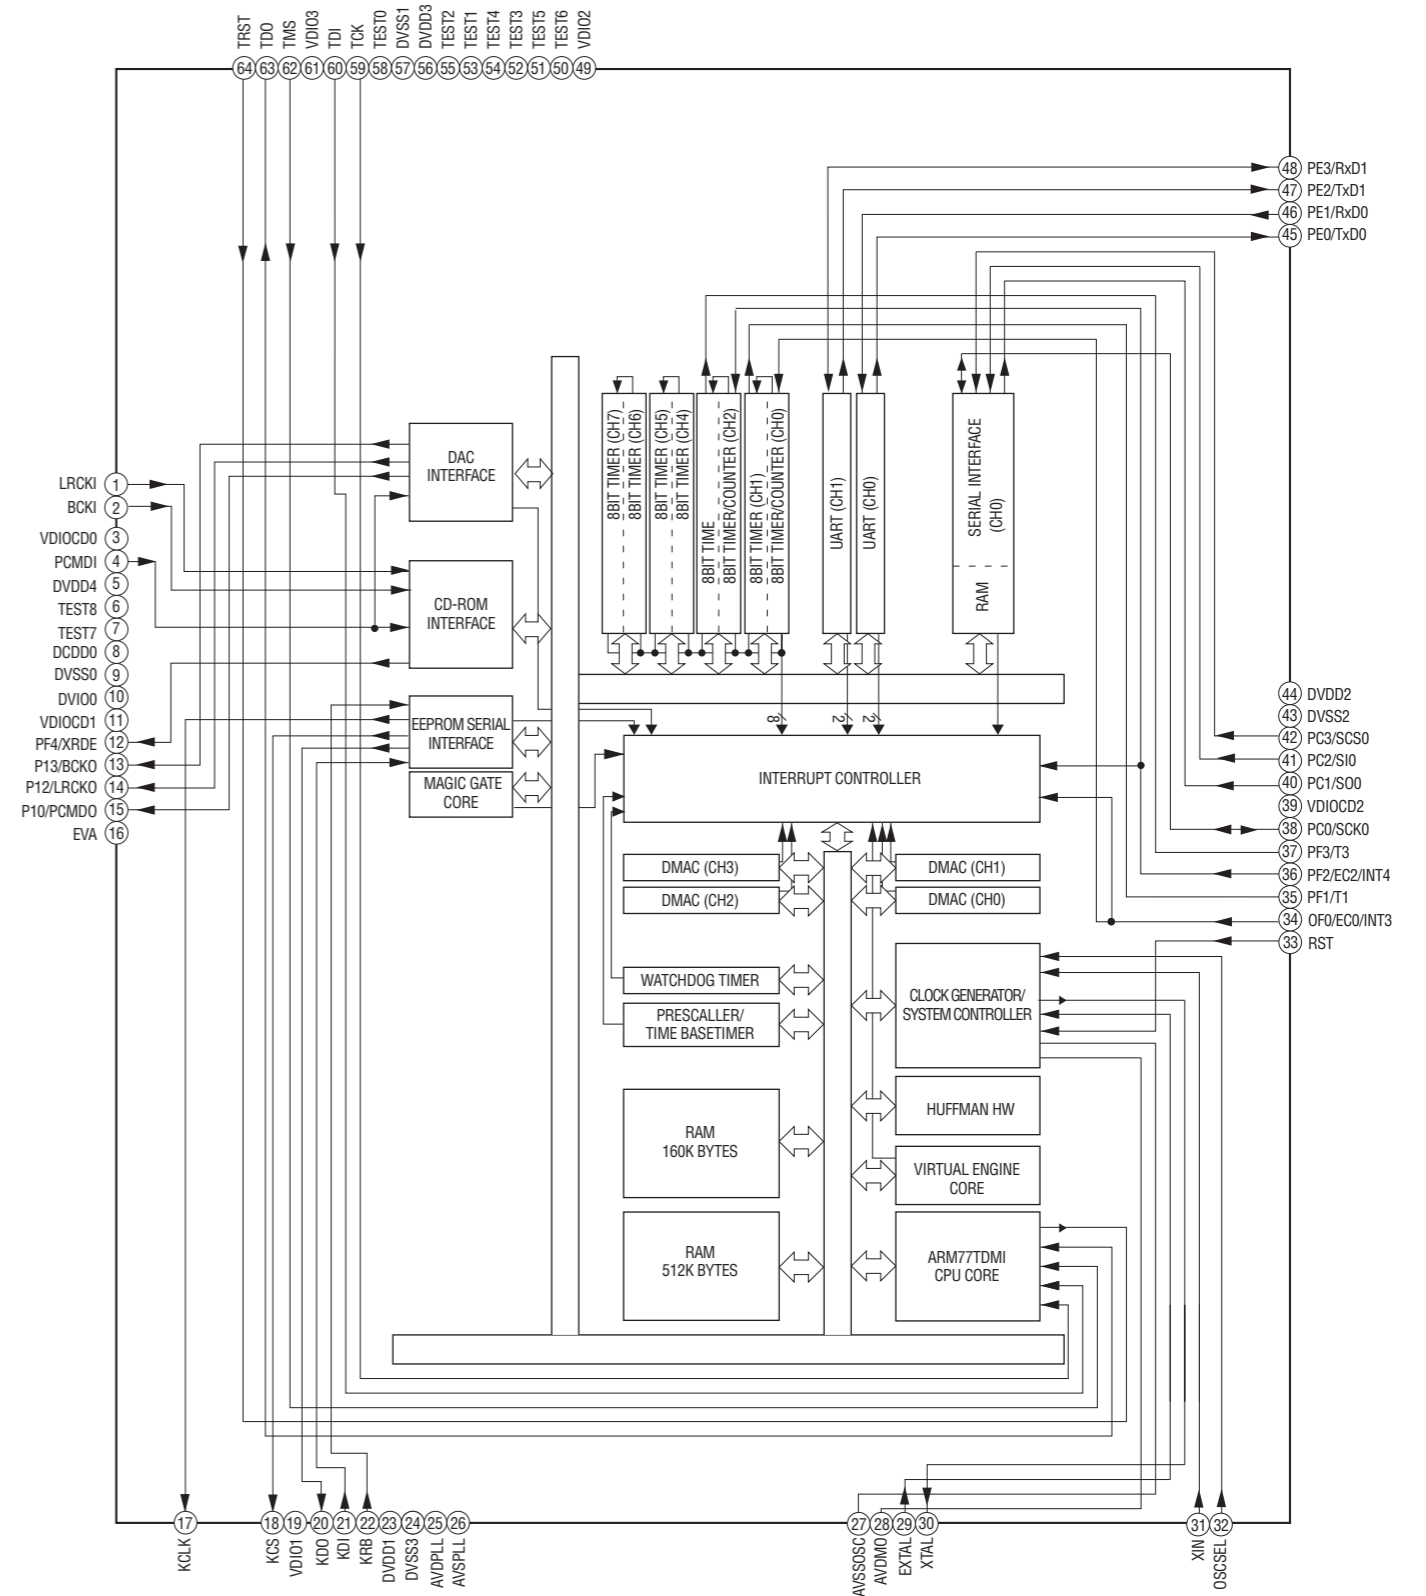 TRST
TDO
TMS
VDIO3
TDI
TCK
TEST0
DVSS1
DVDD3
TEST2
TEST1
TEST4
TEST3
TEST5
TEST6
VDIO2
64 63 62 61 60 59 58 57 56 55 53 54 52 51 50 49
48 PE3/RxD1
47 PE2/TxD1
46 PE1/RxD0
45 PE0/TxD0
8BIT TIMER (CH7)
8BIT TIMER (CH6)
8BIT TIMER (CH5)
8BIT TIMER (CH4)
8BIT TIME
8BIT TIMER/COUNTER (CH2)
8BIT TIMER (CH1)
8BIT TIMER/COUNTER (CH0)
UART (CH1)
UART (CH0)
SERIAL INTERFACE
(CH0)
RAM
DAC
INTERFACE
LRCKI 1
BCKI 2
VDIOCD0 3
PCMDI 4
DVDD4 5
TEST8 6
TEST7 7
DCDD0 8
DVSS0 9
DVIO0 10
VDIOCD1 11
PF4/XRDE 12
P13/BCKO 13
P12/LRCKO 14
P10/PCMDO 15
EVA 16
CD-ROM
INTERFACE
EEPROM SERIAL
INTERFACE
MAGIC GATE
CORE
8 2 2
INTERRUPT CONTROLLER
44 DVDD2
43 DVSS2
42 PC3/SCS0
41 PC2/SI0
40 PC1/SO0
39 VDIOCD2
38 PC0/SCK0
37 PF3/T3
36 PF2/EC2/INT4
35 PF1/T1
34 OF0/EC0/INT3
33 RST
DMAC (CH3)
DMAC (CH1)
DMAC (CH2)
DMAC (CH0)
WATCHDOG TIMER
PRESCALLER/
TIME BASETIMER
CLOCK GENERATOR/
SYSTEM CONTROLLER
RAM
160K BYTES
HUFFMAN HW
VIRTUAL ENGINE
CORE
RAM
512K BYTES
ARM77TDMI
CPU CORE
17 18 19 20 21 22 23 24 25 26 27 28 29 30 31 32
KCLK
KCS
VDIO1
KDO
KDI
KRB
DVDD1
DVSS3
AVDPLL
AVSPLL
AVSSOSC
AVDMO
EXTAL
XTAL
XIN
OSCSEL